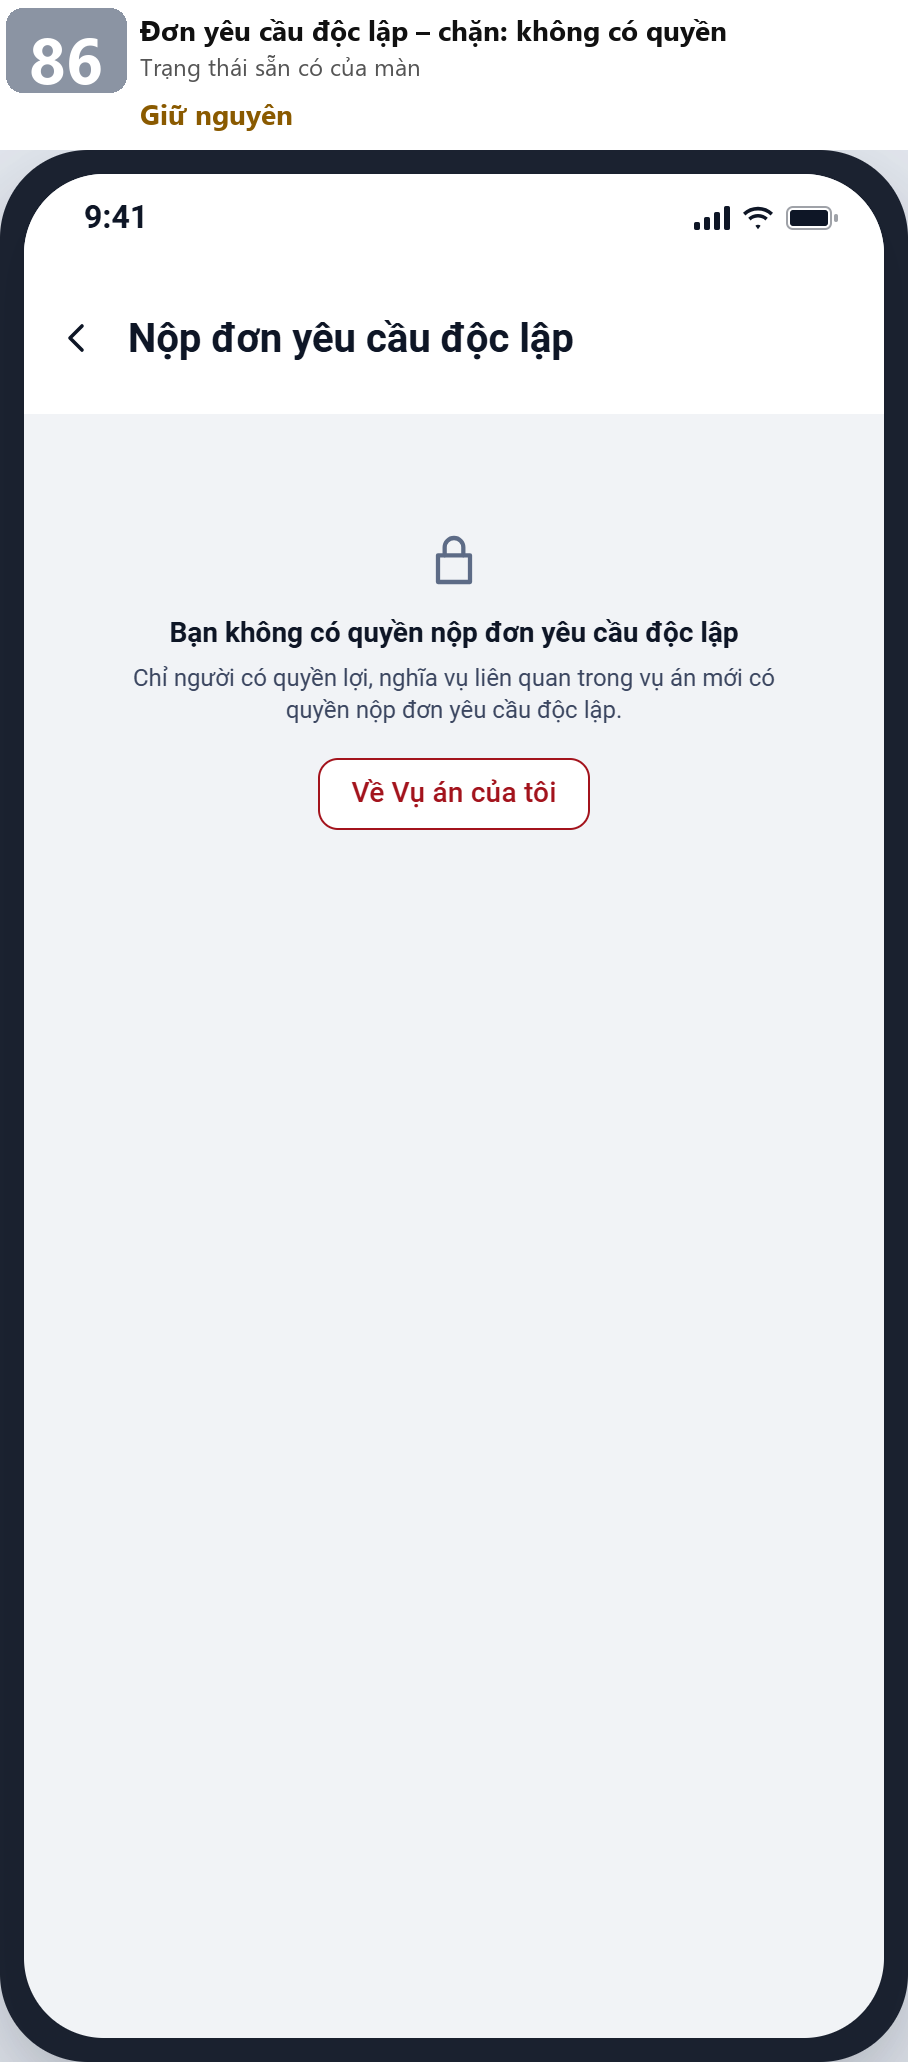 86
Đơn yêu cầu độc lập – chặn: không có quyền
Trạng thái sẵn có của màn
Giữ nguyên
9:41
Nộp đơn yêu cầu độc lập
Bạn không có quyền nộp đơn yêu cầu độc lập
Chỉ người có quyền lợi, nghĩa vụ liên quan trong vụ án mới có
quyền nộp đơn yêu cầu độc lập.
Về Vụ án của tôi